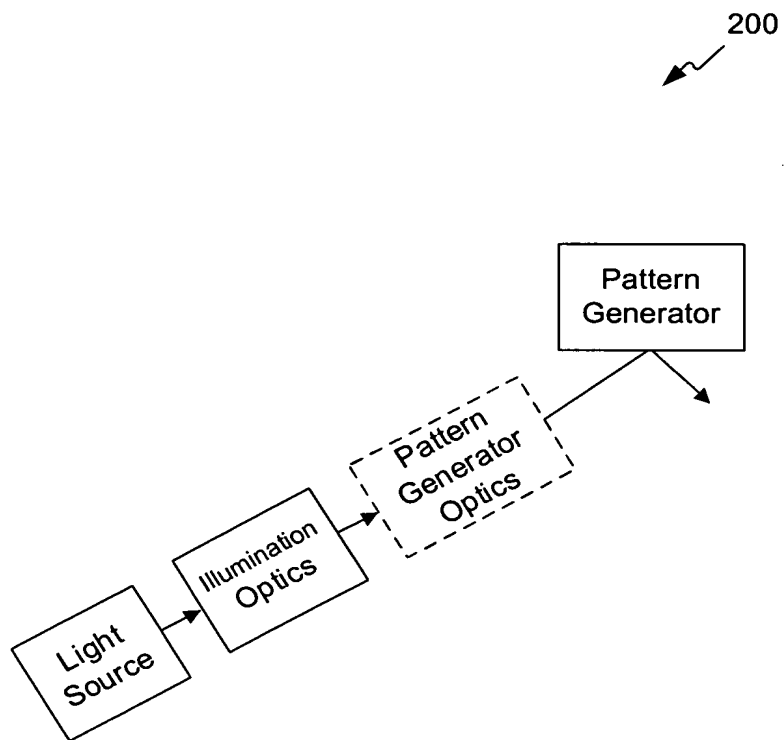 200
Pattern
Generator
Pattern
Generator
Optics
Illumination
Optics
Light
Source